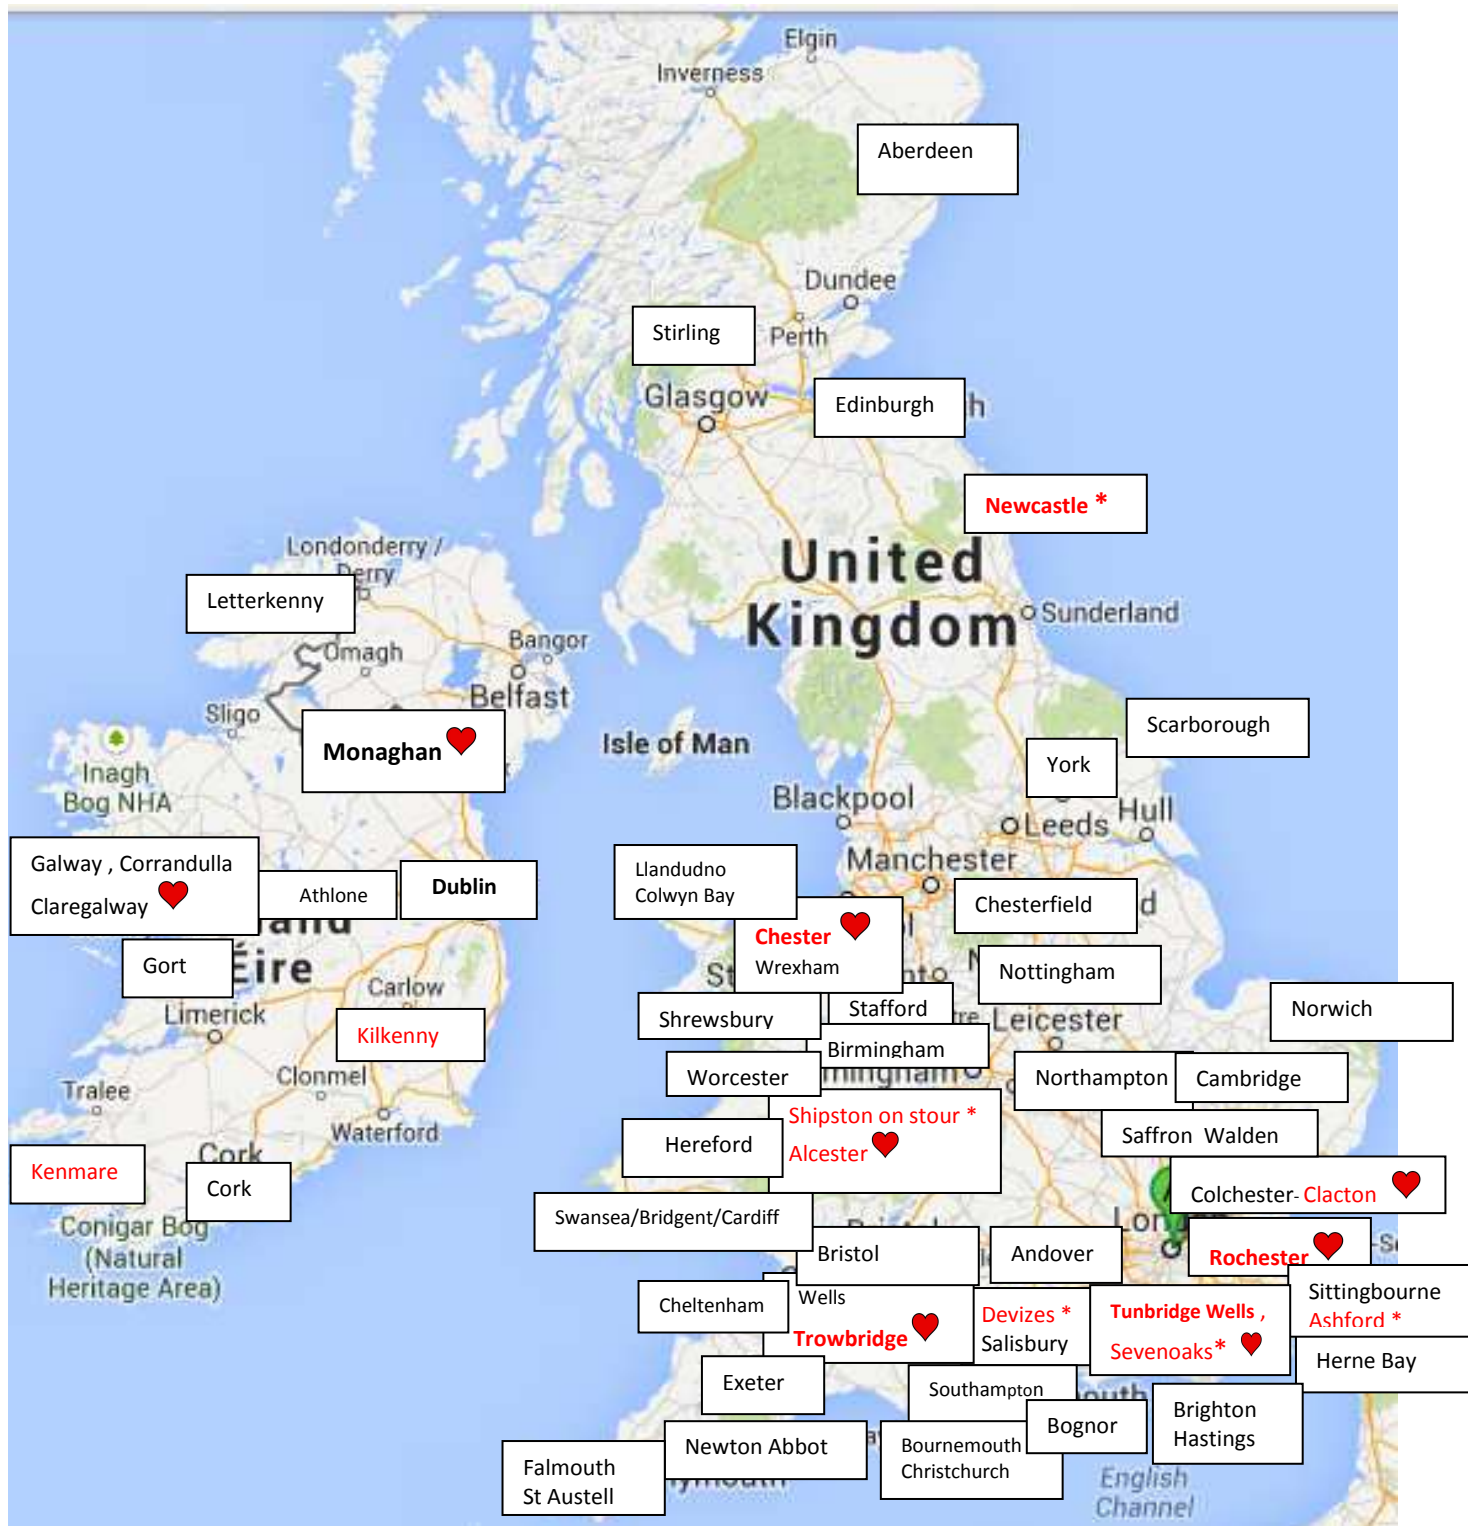 Elgin
Inverness
Aberdeen
Dundee
Stirling
Perth
Glasgow
Edinburgh
h
Newcastle *
United
Kingdom
Londonderry /
Derry
Letterkenny
Sunderland
Bangor
Omagh
Belfast
Sligo
Monaghan
Isle of Man
Scarborough
York
Inagh
Bog NHA
Blackpool
Hull
Leeds
Manchester
Galway , Corrandulla
Claregalway
Athlone
Dublin
Llandudno
Colwyn Bay
Chesterfield
d
Chester
Wrexham
Gort
Éire
Nottingham
Carlow
Limerick
Kilkenny
Stafford
Shrewsbury
Leicester
Norwich
Birmingham
Worcester
mingham
Northampton
Cambridge
Clonmel
Tralee
Waterford
Shipston on stour *
Alcester
Hereford
Saffron Walden
Cork
Kenmare
Cork
Colchester- Clacton
Conigar Bog
(Natural
Heritage Area)
Swansea/Bridgent/Cardiff
Bristol
Andover
Rochester
Cheltenham
Wells
Trowbridge
Devizes *
Salisbury
Tunbridge Wells ,
Sevenoaks*
Sittingbourne
Ashford *
Herne Bay
Exeter
Southampton
outh
Bognor
Brighton
Hastings
Newton Abbot
Bournemouth
Christchurch
Falmouth
St Austell
ymouth
English
Channel